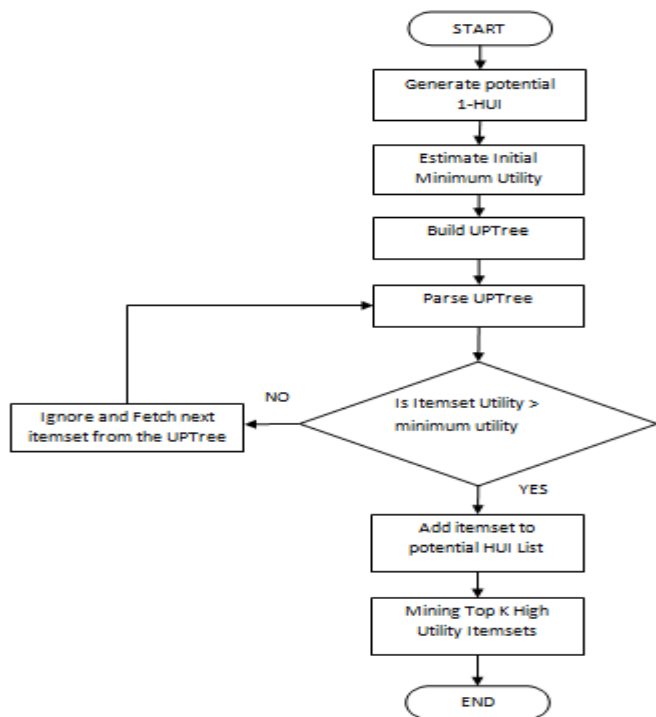 START
Generate potential
1-HUI
Estimate Initial
Minimum Utility
Build UPTree
Parse UPTree
NO
Ignore and Fetch next
itemset from the UPTree
Is Itemset Utility >
minimum utility
YES
Add itemset to
potential HUI List
Mining Top K High
Utility Itemsets
END